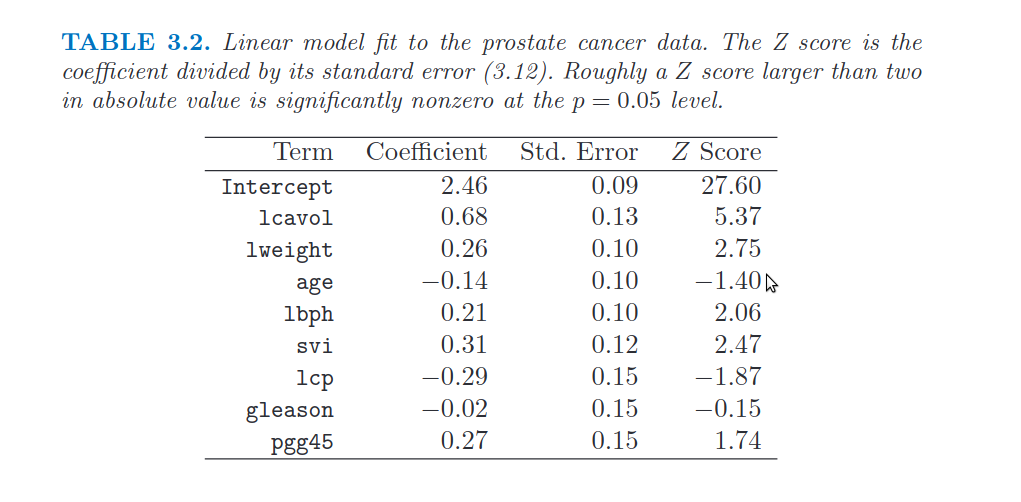 TABLE 3.2. Linear model fit to the prostate cancer data. The Z score is the
coefficient divided by its standard error (3.12). Roughly a Z score larger than two
in absolute value is significantly nonzero at the p = 0.05 level.
Term Coefficient Std. Error Z Score
Intercept 2.46 0.09 27.60
lcavol 0.68 0.13 5.37
lweight 0.26 0.10 2.75
age −0.14 0.10 −1.40
lbph 0.21 0.10 2.06
svi 0.31 0.12 2.47
lcp −0.29 0.15 −1.87
gleason −0.02 0.15 −0.15
pgg45 0.27 0.15 1.74